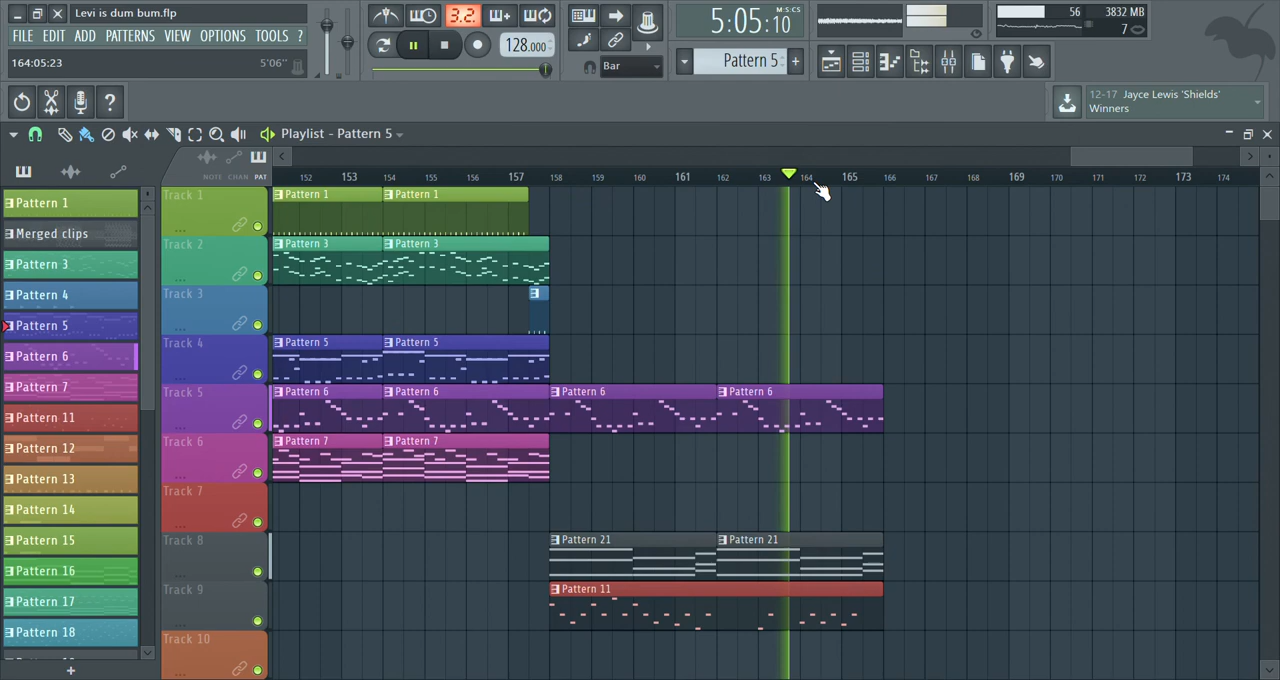 Levi is dum bum.flp
FILE EDIT ADD PATTERNS VIEW OPTIONS TOOLS ?
164:05:23 5'06''
3.2.
128.000
Bar
5:05:10
M:S:CS
Pattern 5
+
56
3832 MB
7
?
12-17 Jayce Lewis 'Shields'
Winners
Playlist - Pattern 5
NOTE CHAN PAT
152 153 154 155 156 157 158 159 160 161 162 163 164 165 166 167 168 169 170 171 172 173 174
Pattern 1
Merged clips
Pattern 3
Pattern 4
Pattern 5
Pattern 6
Pattern 7
Pattern 11
Pattern 12
Pattern 13
Pattern 14
Pattern 15
Pattern 16
Pattern 17
Pattern 18
+
Track 1
Pattern 1 Pattern 1
Track 2
Pattern 3 Pattern 3
Track 3
Track 4
Pattern 5 Pattern 5
Track 5
Pattern 6 Pattern 6 Pattern 6 Pattern 6
Track 6
Pattern 7 Pattern 7
Track 7
Track 8
Pattern 21 Pattern 21
Track 9
Pattern 11
Track 10